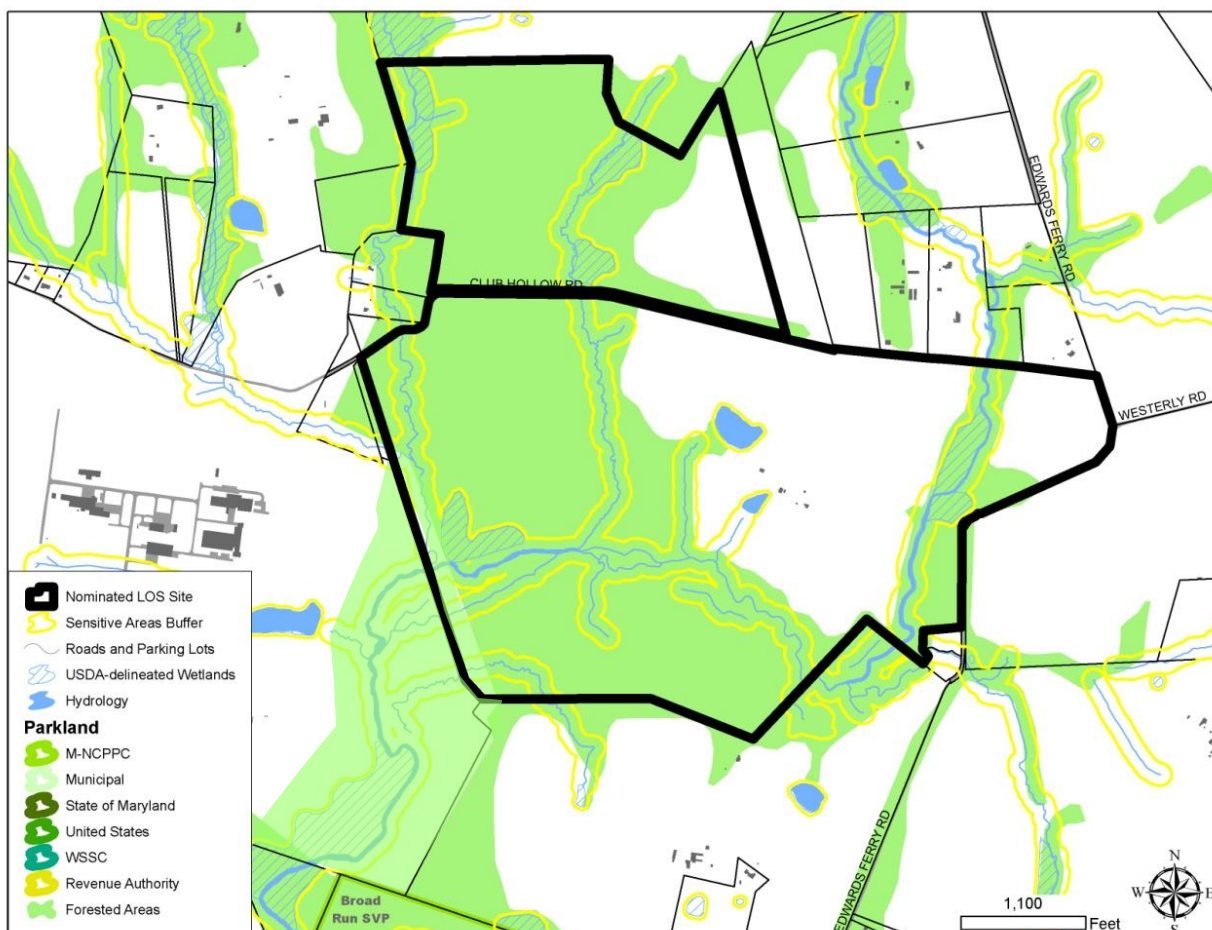 CLUB HOLLOW RD
EDWARDS FERRY RD
WESTERLY RD
Nominated LOS Site
Sensitive Areas Buffer
Roads and Parking Lots
USDA-delineated Wetlands
Hydrology
Parkland
M-NCPPC
Municipal
State of Maryland
United States
WSSC
Revenue Authority
Forested Areas
Broad
Run SVP
EDWARDS FERRY RD
1,100
Feet
N
W
E
S